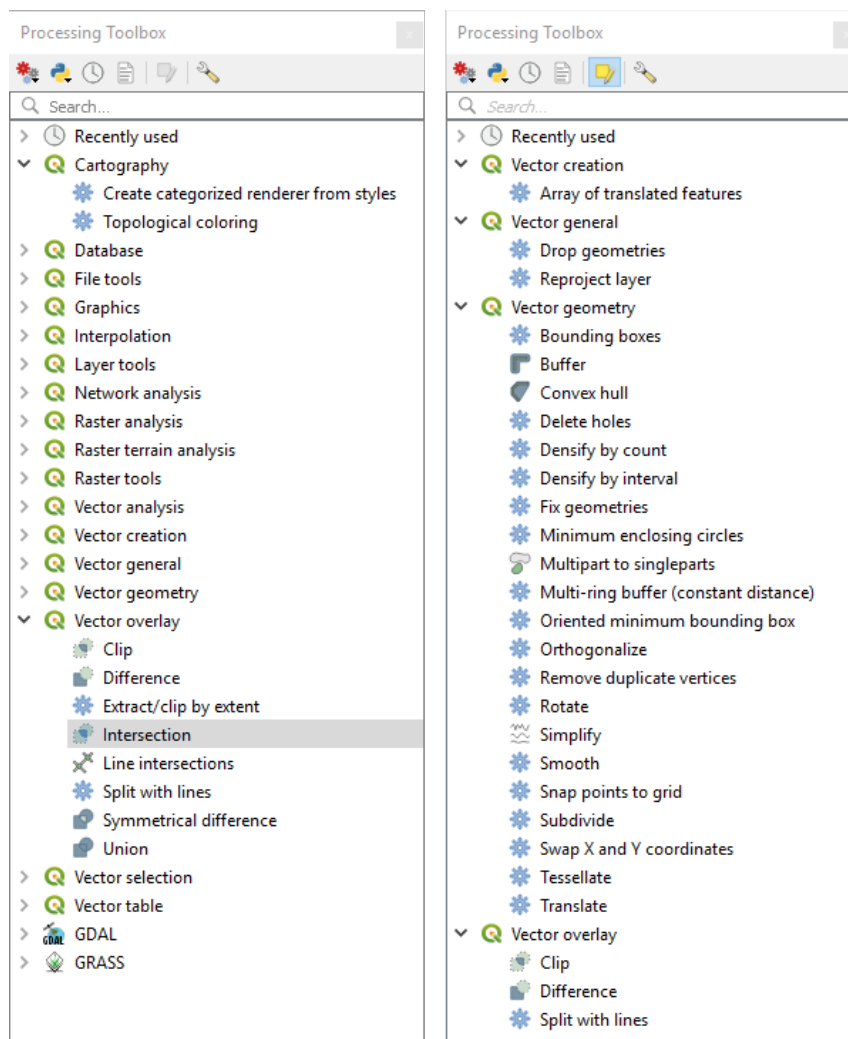 Processing Toolbox
Search...
Recently used
Cartography
Create categorized renderer from styles
Topological coloring
Database
File tools
Graphics
Interpolation
Layer tools
Network analysis
Raster analysis
Raster terrain analysis
Raster tools
Vector analysis
Vector creation
Vector general
Vector geometry
Vector overlay
Clip
Difference
Extract/clip by extent
Intersection
Line intersections
Split with lines
Symmetrical difference
Union
Vector selection
Vector table
GDAL
GDAL
GRASS
Processing Toolbox
Search...
Recently used
Vector creation
Array of translated features
Vector general
Drop geometries
Reproject layer
Vector geometry
Bounding boxes
Buffer
Convex hull
Delete holes
Densify by count
Densify by interval
Fix geometries
Minimum enclosing circles
Multipart to singleparts
Multi-ring buffer (constant distance)
Oriented minimum bounding box
Orthogonalize
Remove duplicate vertices
Rotate
Simplify
Smooth
Snap points to grid
Subdivide
Swap X and Y coordinates
Tessellate
Translate
Vector overlay
Clip
Difference
Split with lines